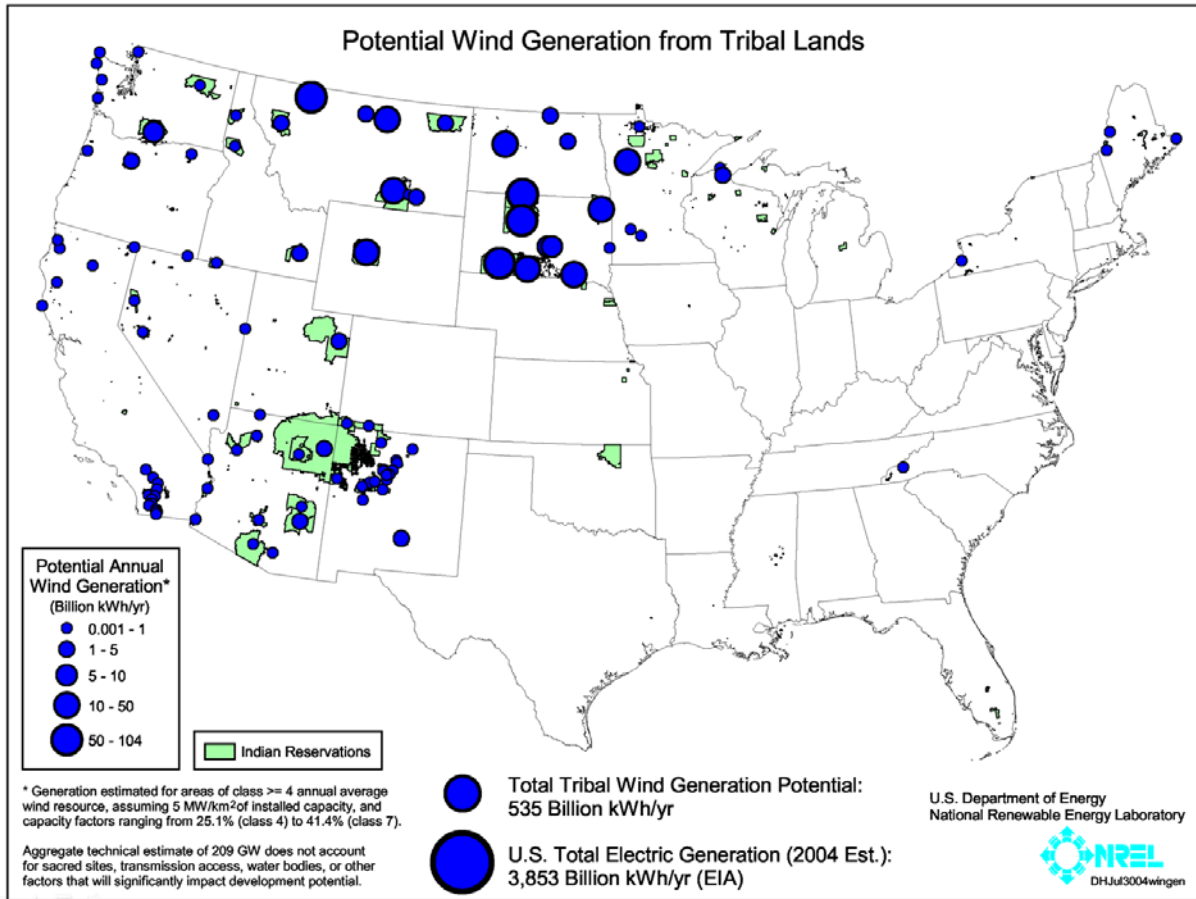 Potential Wind Generation from Tribal Lands
Potential Annual
Wind Generation*
(Billion kWh/yr)
0.001 - 1
1 - 5
5 - 10
10 - 50
50 - 104
Indian Reservations
* Generation estimated for areas of class >= 4 annual average
wind resource, assuming 5 MW/km² of installed capacity, and
capacity factors ranging from 25.1% (class 4) to 41.4% (class 7).
Aggregate technical estimate of 209 GW does not account
for sacred sites, transmission access, water bodies, or other
factors that will significantly impact development potential.
Total Tribal Wind Generation Potential:
535 Billion kWh/yr
U.S. Total Electric Generation (2004 Est.):
3,853 Billion kWh/yr (EIA)
U.S. Department of Energy
National Renewable Energy Laboratory
NREL
DHJul3004wingen